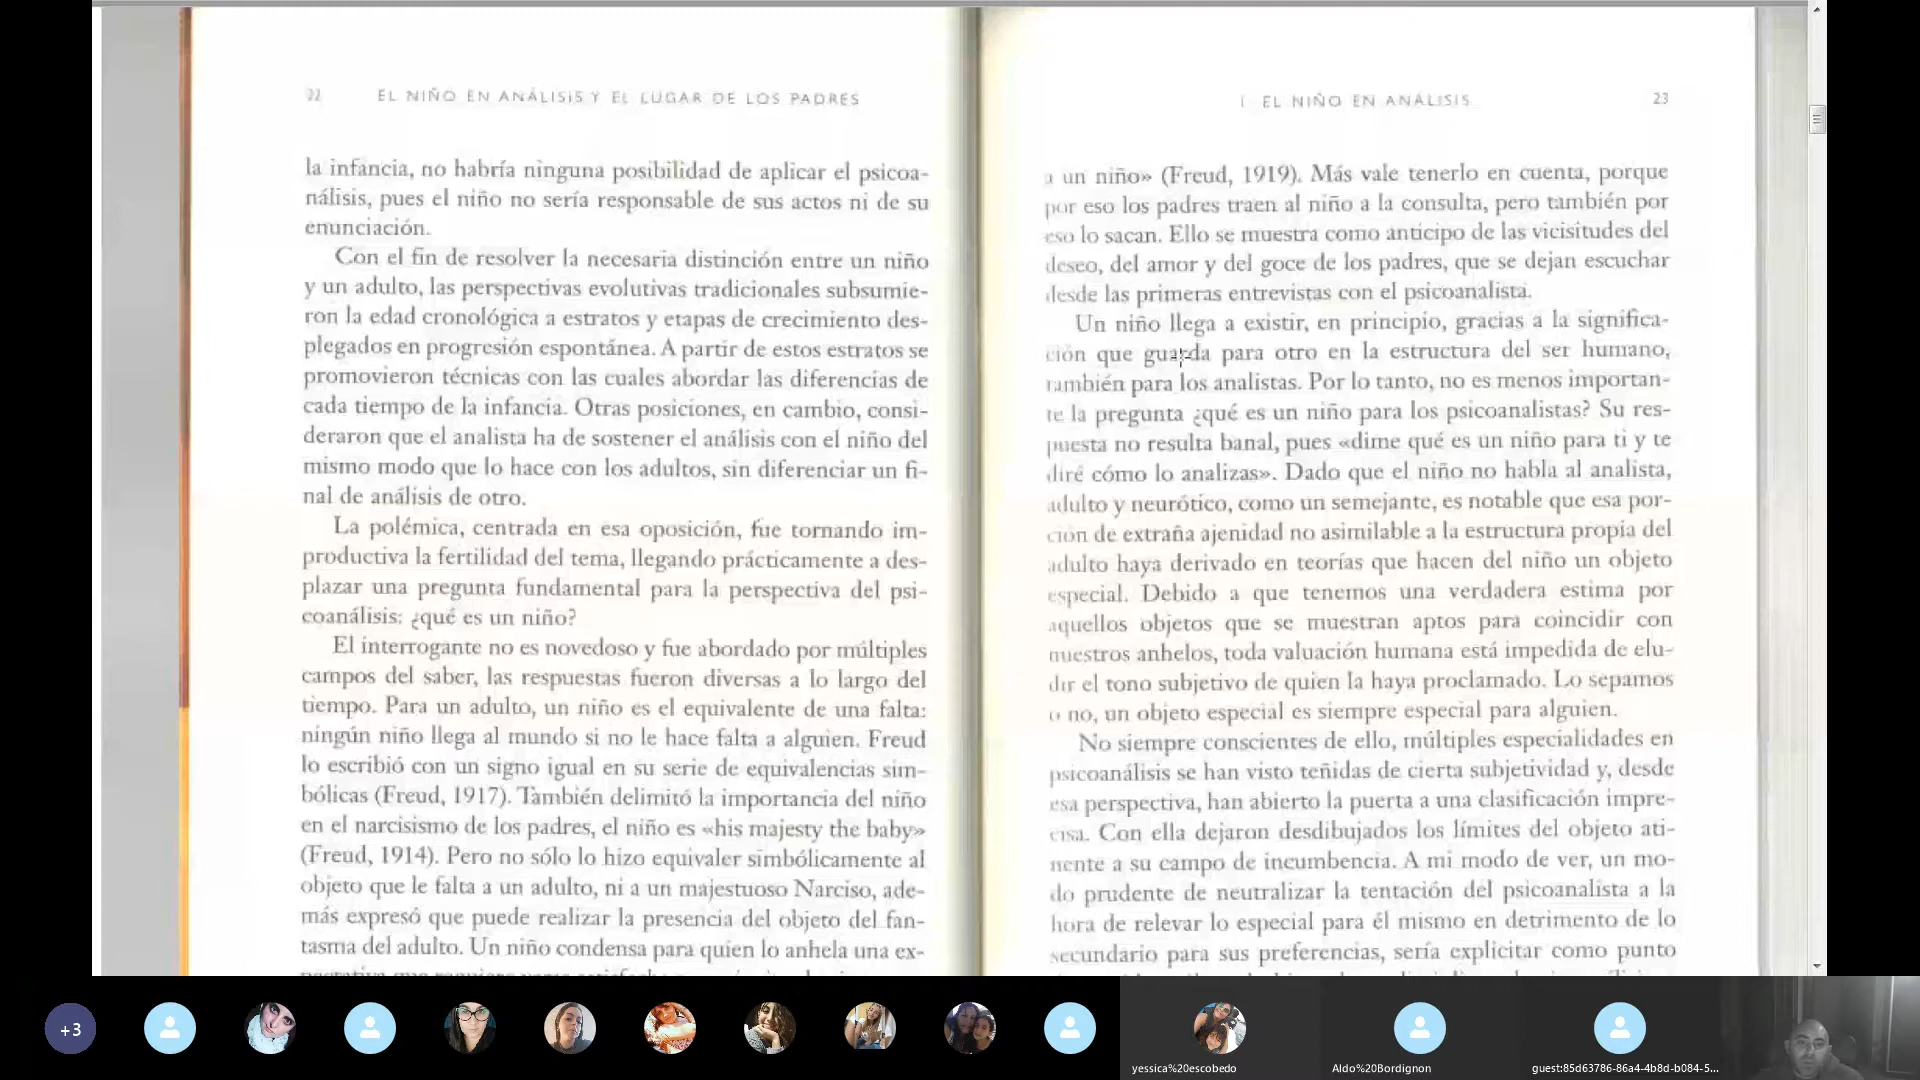 22 EL NIÑO EN ANÁLISIS Y EL LUGAR DE LOS PADRES
la infancia, no habría ninguna posibilidad de aplicar el psicoa-
nálisis, pues el niño no sería responsable de sus actos ni de su
enunciación.
Con el fin de resolver la necesaria distinción entre un niño
y un adulto, las perspectivas evolutivas tradicionales subsumie-
ron la edad cronológica a estratos y etapas de crecimiento des-
plegados en progresión espontánea. A partir de estos estratos se
promovieron técnicas con las cuales abordar las diferencias de
cada tiempo de la infancia. Otras posiciones, en cambio, consi-
deraron que el analista ha de sostener el análisis con el niño del
mismo modo que lo hace con los adultos, sin diferenciar un fi-
nal de análisis de otro.
La polémica, centrada en esa oposición, fue tornando im-
productiva la fertilidad del tema, llegando prácticamente a des-
plazar una pregunta fundamental para la perspectiva del psi-
coanálisis: ¿qué es un niño?
El interrogante no es novedoso y fue abordado por múltiples
campos del saber, las respuestas fueron diversas a lo largo del
tiempo. Para un adulto, un niño es el equivalente de una falta:
ningún niño llega al mundo si no le hace falta a alguien. Freud
lo escribió con un signo igual en su serie de equivalencias sim-
bólicas (Freud, 1917). También delimitó la importancia del niño
en el narcisismo de los padres, el niño es «his majesty the baby»
(Freud, 1914). Pero no sólo lo hizo equivaler simbólicamente al
objeto que le falta a un adulto, ni a un majestuoso Narciso, ade-
más expresó que puede realizar la presencia del objeto del fan-
tasma del adulto. Un niño condensa para quien lo anhela una ex-
I. EL NIÑO EN ANÁLISIS 23
a un niño» (Freud, 1919). Más vale tenerlo en cuenta, porque
por eso los padres traen al niño a la consulta, pero también por
eso lo sacan. Ello se muestra como anticipo de las vicisitudes del
deseo, del amor y del goce de los padres, que se dejan escuchar
desde las primeras entrevistas con el psicoanalista.
Un niño llega a existir, en principio, gracias a la significa-
ción que guarda para otro en la estructura del ser humano,
también para los analistas. Por lo tanto, no es menos importan-
te la pregunta ¿qué es un niño para los psicoanalistas? Su res-
puesta no resulta banal, pues «dime qué es un niño para ti y te
diré cómo lo analizas». Dado que el niño no habla al analista,
adulto y neurótico, como un semejante, es notable que esa por-
ción de extraña ajenidad no asimilable a la estructura propia del
adulto haya derivado en teorías que hacen del niño un objeto
especial. Debido a que tenemos una verdadera estima por
aquellos objetos que se muestran aptos para coincidir con
nuestros anhelos, toda valuación humana está impedida de elu-
dir el tono subjetivo de quien la haya proclamado. Lo sepamos
o no, un objeto especial es siempre especial para alguien.
No siempre conscientes de ello, múltiples especialidades en
psicoanálisis se han visto teñidas de cierta subjetividad y, desde
esa perspectiva, han abierto la puerta a una clasificación impre-
cisa. Con ella dejaron desdibujados los límites del objeto ati-
nente a su campo de incumbencia. A mi modo de ver, un mo-
do prudente de neutralizar la tentación del psicoanalista a la
hora de relevar lo especial para él mismo en detrimento de lo
secundario para sus preferencias, sería explicitar como punto
+3
yessica%20escobedo
Aldo%20Bordignon
guest:85d63786-86a4-4b8d-b084-5...